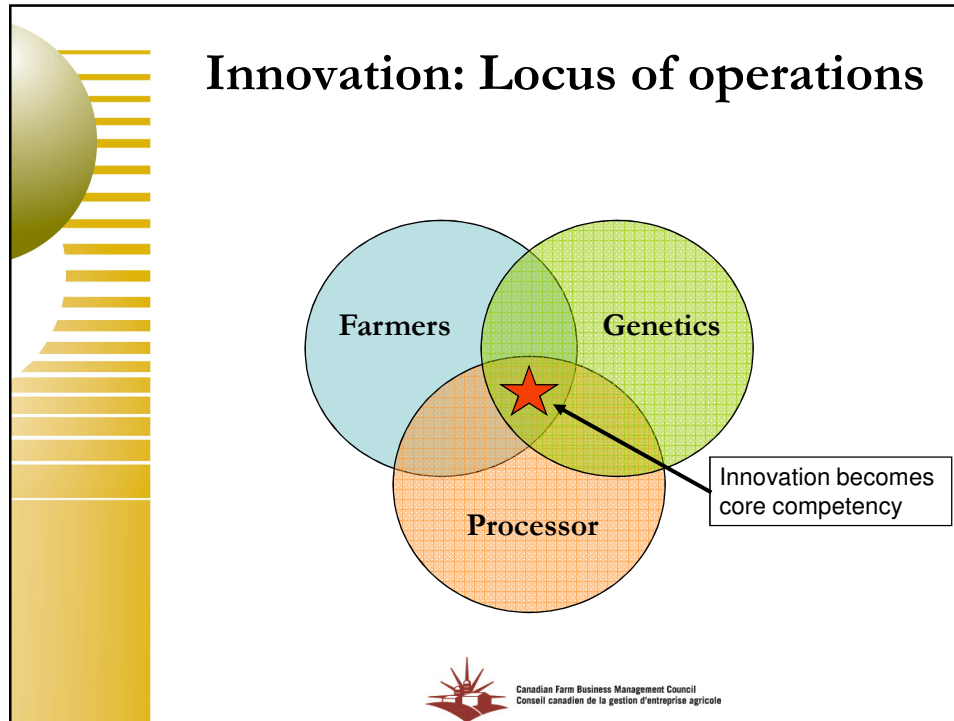 Innovation: Locus of operations
Farmers
Genetics
Processor
Innovation becomes
core competency
Canadian Farm Business Management Council
Conseil canadien de la gestion d'entreprise agricole